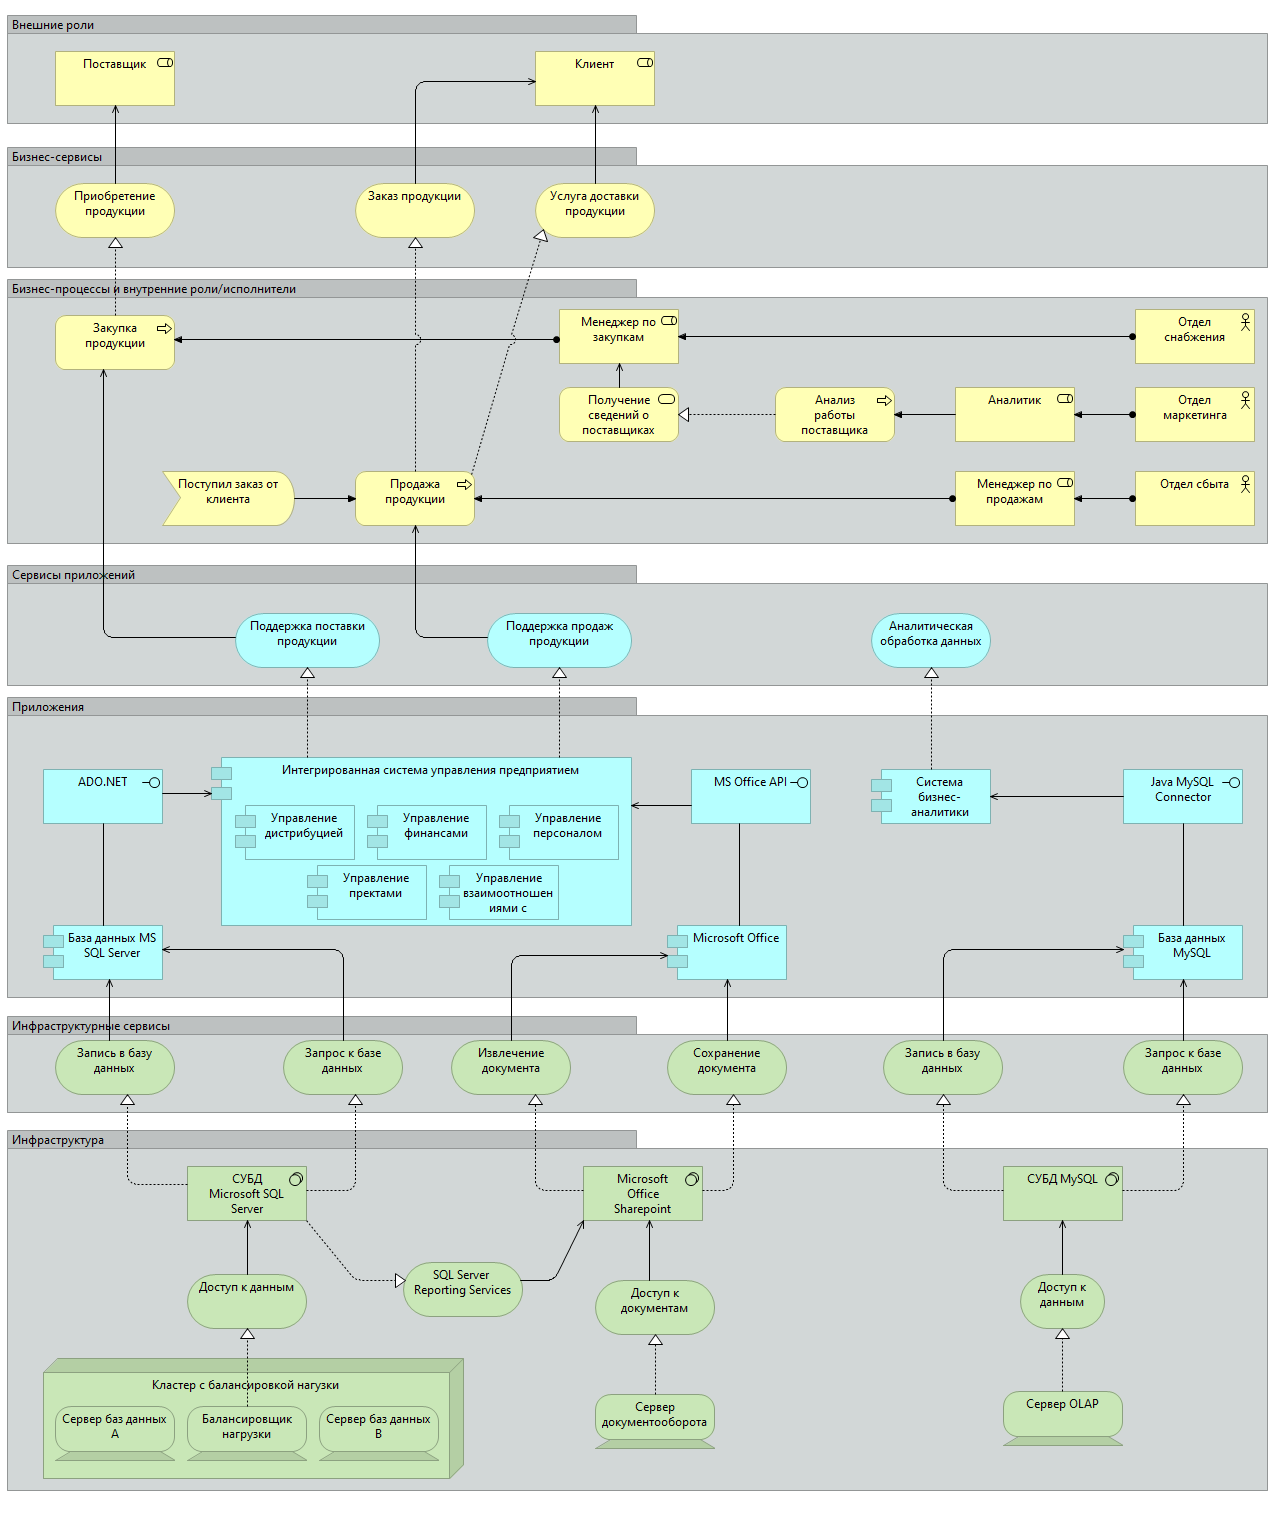 Внешние роли
Поставщик
Клиент
Бизнес-сервисы
Приобретение
продукции
Заказ продукции
Услуга доставки
продукции
Бизнес-процессы и внутренние роли/исполнители
Закупка
продукции
Менеджер по
закупкам
Отдел
снабжения
Получение
сведений о
поставщиках
Анализ
работы
поставщика
Аналитик
Отдел
маркетинга
Поступил заказ от
клиента
Продажа
продукции
Менеджер по
продажам
Отдел сбыта
Сервисы приложений
Поддержка поставки
продукции
Поддержка продаж
продукции
Аналитическая
обработка данных
Приложения
ADO.NET
Интегрированная система управления предприятием
MS Office API
Система
бизнес-
аналитики
Java MySQL
Connector
Управление
дистрибуцией
Управление
финансами
Управление
персоналом
Управление
пректами
Управление
взаимоотношен
иями с
База данных MS
SQL Server
Microsoft Office
База данных
MySQL
Инфраструктурные сервисы
Запись в базу
данных
Запрос к базе
данных
Извлечение
документа
Сохранение
документа
Запись в базу
данных
Запрос к базе
данных
Инфраструктура
СУБД
Microsoft SQL
Server
Microsoft
Office
Sharepoint
СУБД MySQL
Доступ к данным
SQL Server
Reporting Services
Доступ к
документам
Доступ к
данным
Кластер с балансировкой нагузки
Сервер баз данных
A
Балансировщик
нагрузки
Сервер баз данных
B
Сервер
документооборота
Сервер OLAP